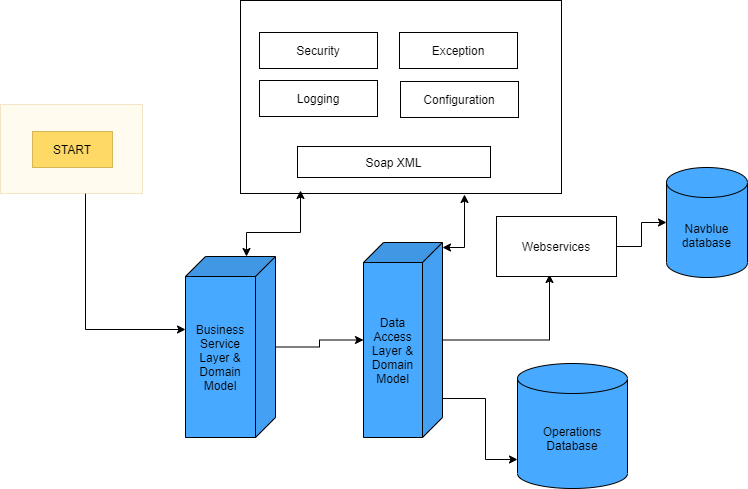 Security
Exception
Logging
Configuration
Soap XML
START
Webservices
Navblue
database
Business
Service
Layer &
Domain
Model
Data
Access
Layer &
Domain
Model
Operations
Database